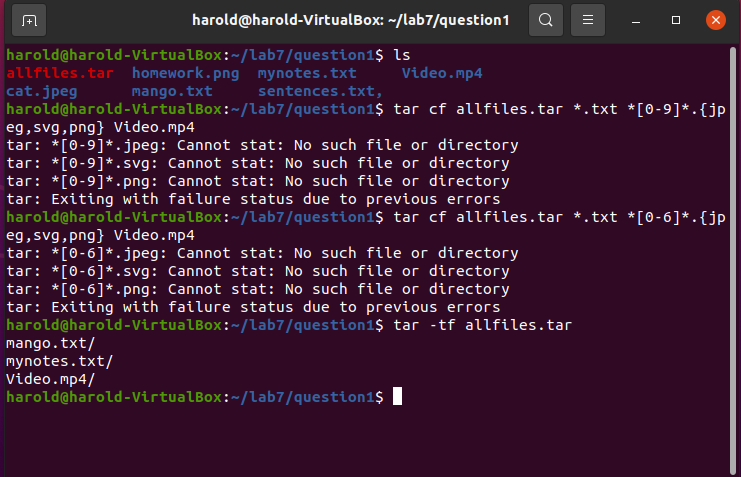 harold@harold-VirtualBox: ~/lab7/question1
harold@harold-VirtualBox:~/lab7/question1$ ls
allfiles.tar  homework.png  mynotes.txt     Video.mp4
cat.jpeg      mango.txt     sentences.txt,
harold@harold-VirtualBox:~/lab7/question1$ tar cf allfiles.tar *.txt *[0-9]*.{jp
eg,svg,png} Video.mp4
tar: *[0-9]*.jpeg: Cannot stat: No such file or directory
tar: *[0-9]*.svg: Cannot stat: No such file or directory
tar: *[0-9]*.png: Cannot stat: No such file or directory
tar: Exiting with failure status due to previous errors
harold@harold-VirtualBox:~/lab7/question1$ tar cf allfiles.tar *.txt *[0-6]*.{jp
eg,svg,png} Video.mp4
tar: *[0-6]*.jpeg: Cannot stat: No such file or directory
tar: *[0-6]*.svg: Cannot stat: No such file or directory
tar: *[0-6]*.png: Cannot stat: No such file or directory
tar: Exiting with failure status due to previous errors
harold@harold-VirtualBox:~/lab7/question1$ tar -tf allfiles.tar
mango.txt/
mynotes.txt/
Video.mp4/
harold@harold-VirtualBox:~/lab7/question1$